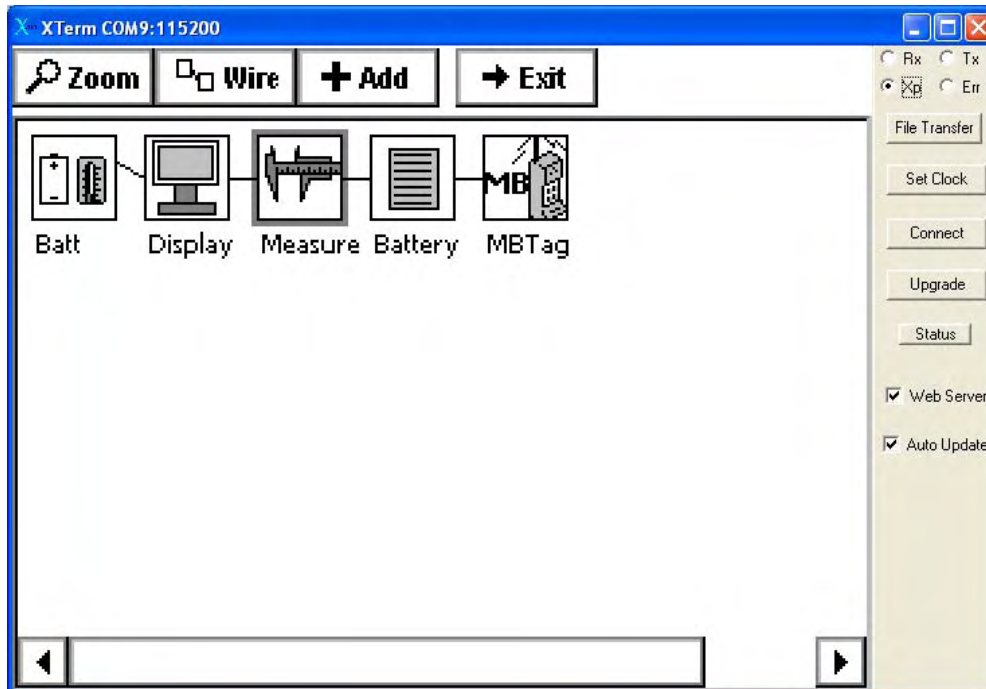 XTerm COM9:115200
Zoom Wire Add Exit
Rx Tx
Xp Err
File Transfer
Set Clock
Connect
Upgrade
Status
Web Server
Auto Update
MB
Batt Display Measure Battery MBTag